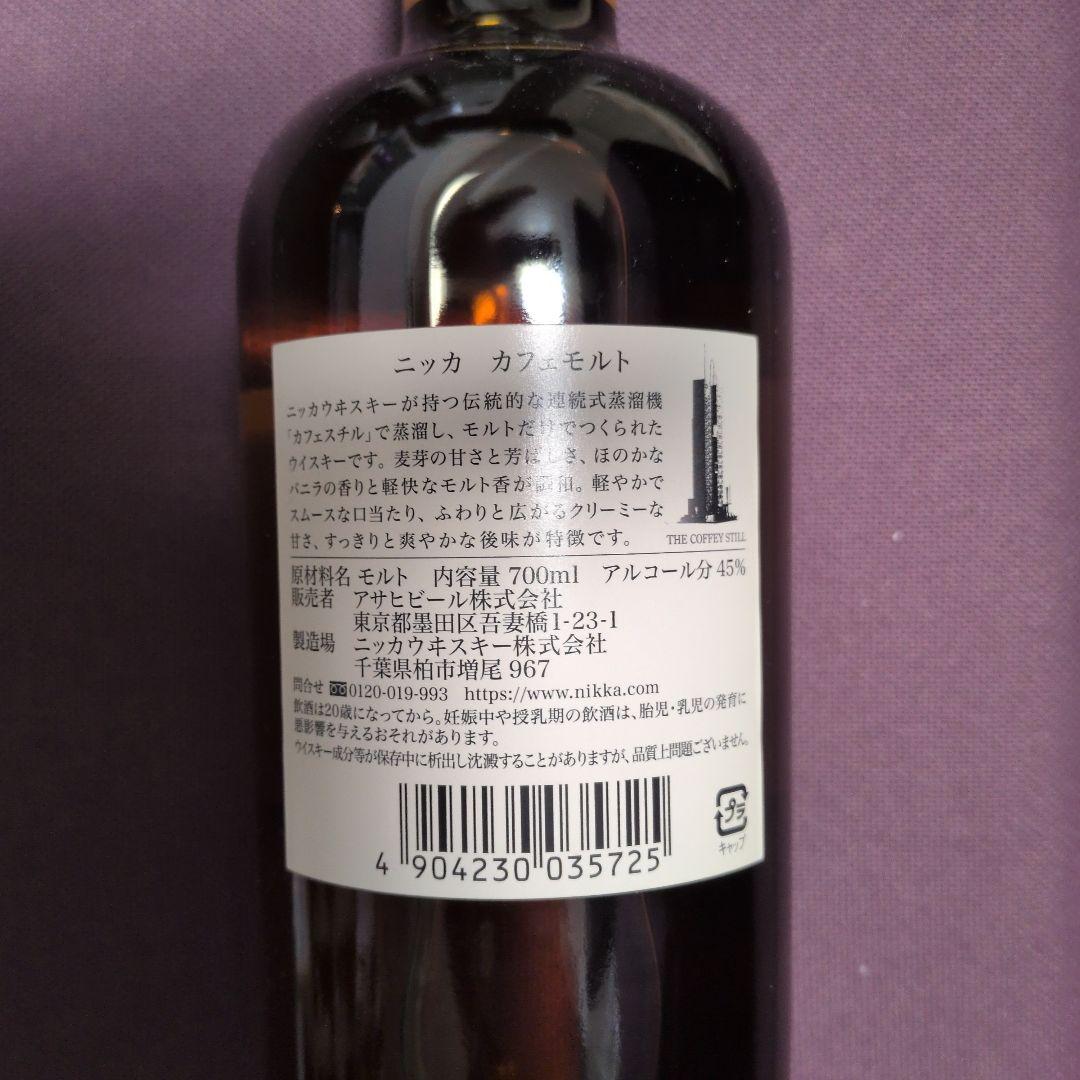 ニッカ カフェモルト
ニッカウヰスキーが持つ伝統的な連続式蒸溜機
「カフェスチル」で蒸溜し、モルトだけでつくられた
ウイスキーです。麦芽の甘さと芳ばしさ、ほのかな
バニラの香りと軽快なモルト香が調和。軽やかで
スムースな口当たり、ふわりと広がるクリーミーな
甘さ、すっきりと爽やかな後味が特徴です。
THE COFFEY STILL
原材料名 モルト 内容量 700ml アルコール分 45%
販売者 アサヒビール株式会社
東京都墨田区吾妻橋1-23-1
製造場 ニッカウヰスキー株式会社
千葉県柏市増尾 967
問合せ 0120-019-993 https://www.nikka.com
飲酒は20歳になってから。妊娠中や授乳期の飲酒は、胎児・乳児の発育に
悪影響を与えるおそれがあります。
ウイスキー成分等が保存中に析出し沈澱することがありますが、品質上問題ございません。
プラ
キャップ
4 904230 035725